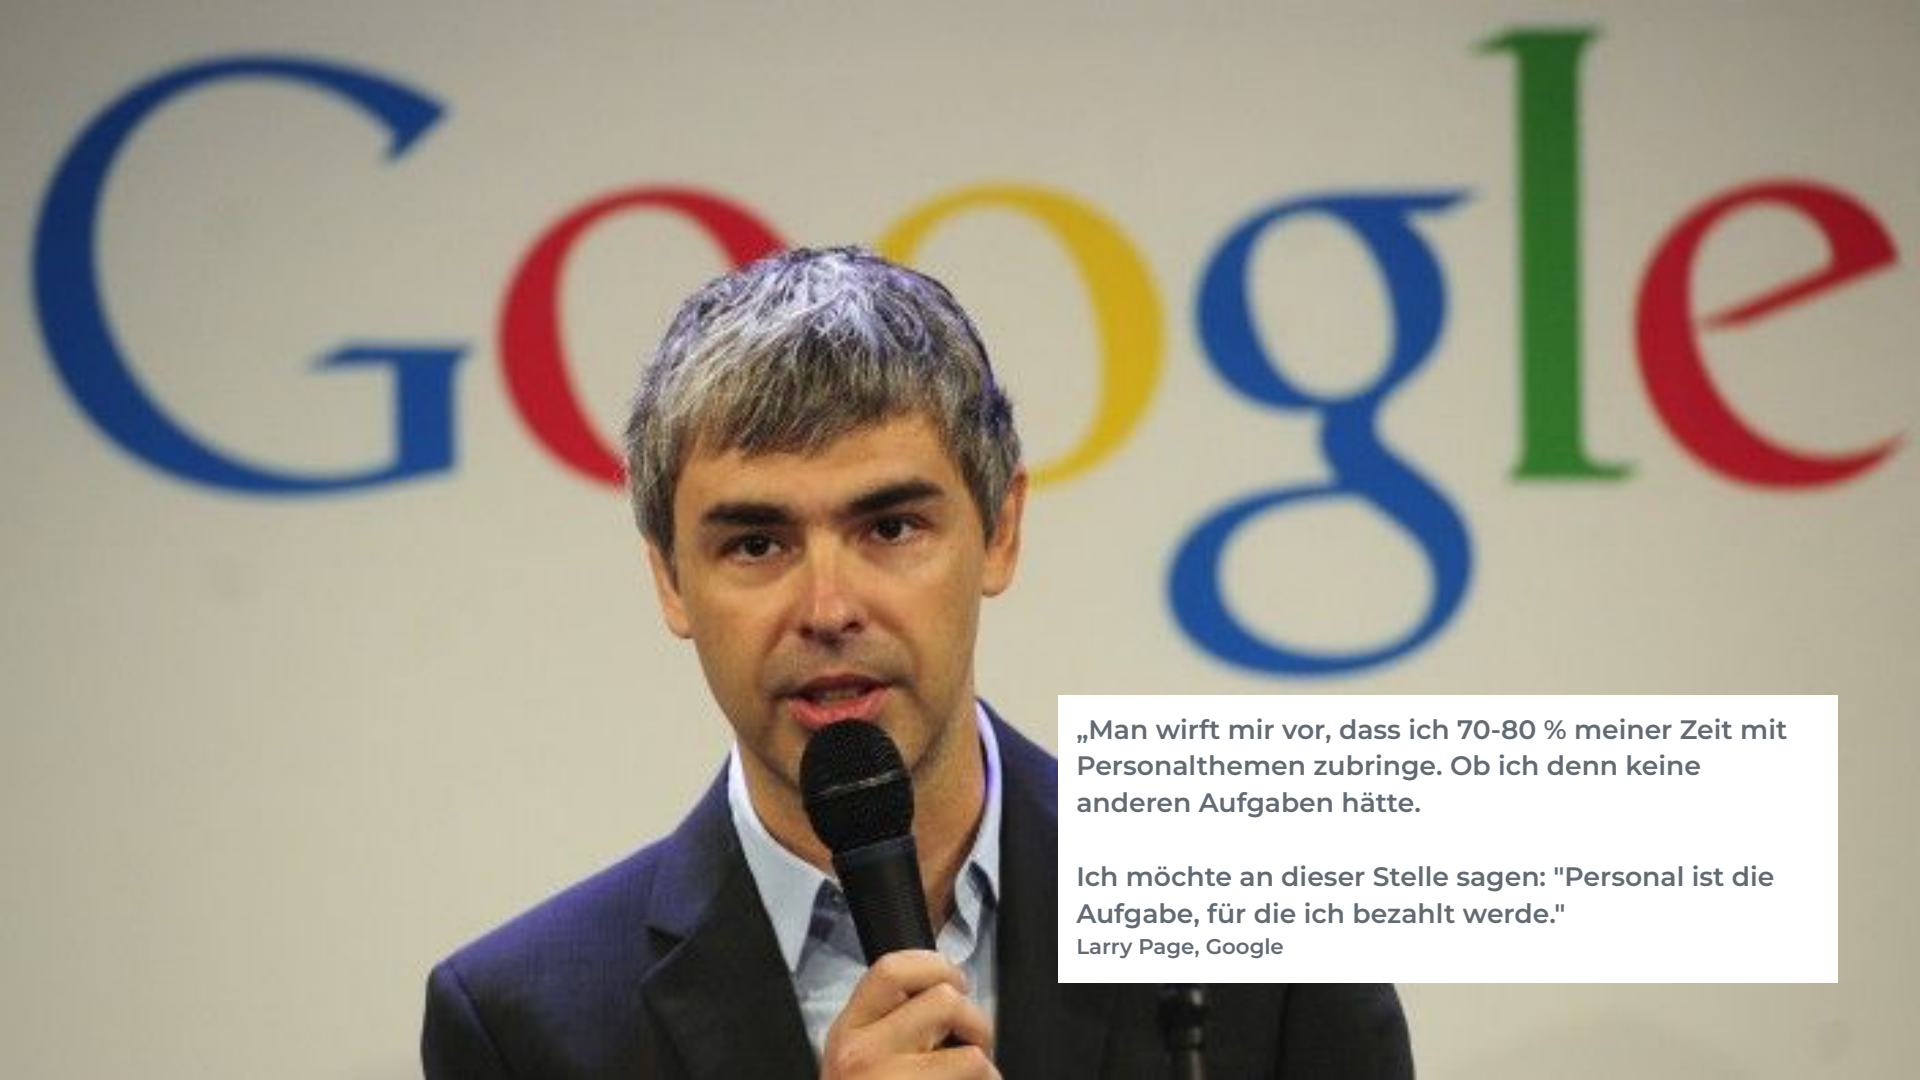 Google
„Man wirft mir vor, dass ich 70-80 % meiner Zeit mit
Personalthemen zubringe. Ob ich denn keine
anderen Aufgaben hätte.
Ich möchte an dieser Stelle sagen: "Personal ist die
Aufgabe, für die ich bezahlt werde."
Larry Page, Google